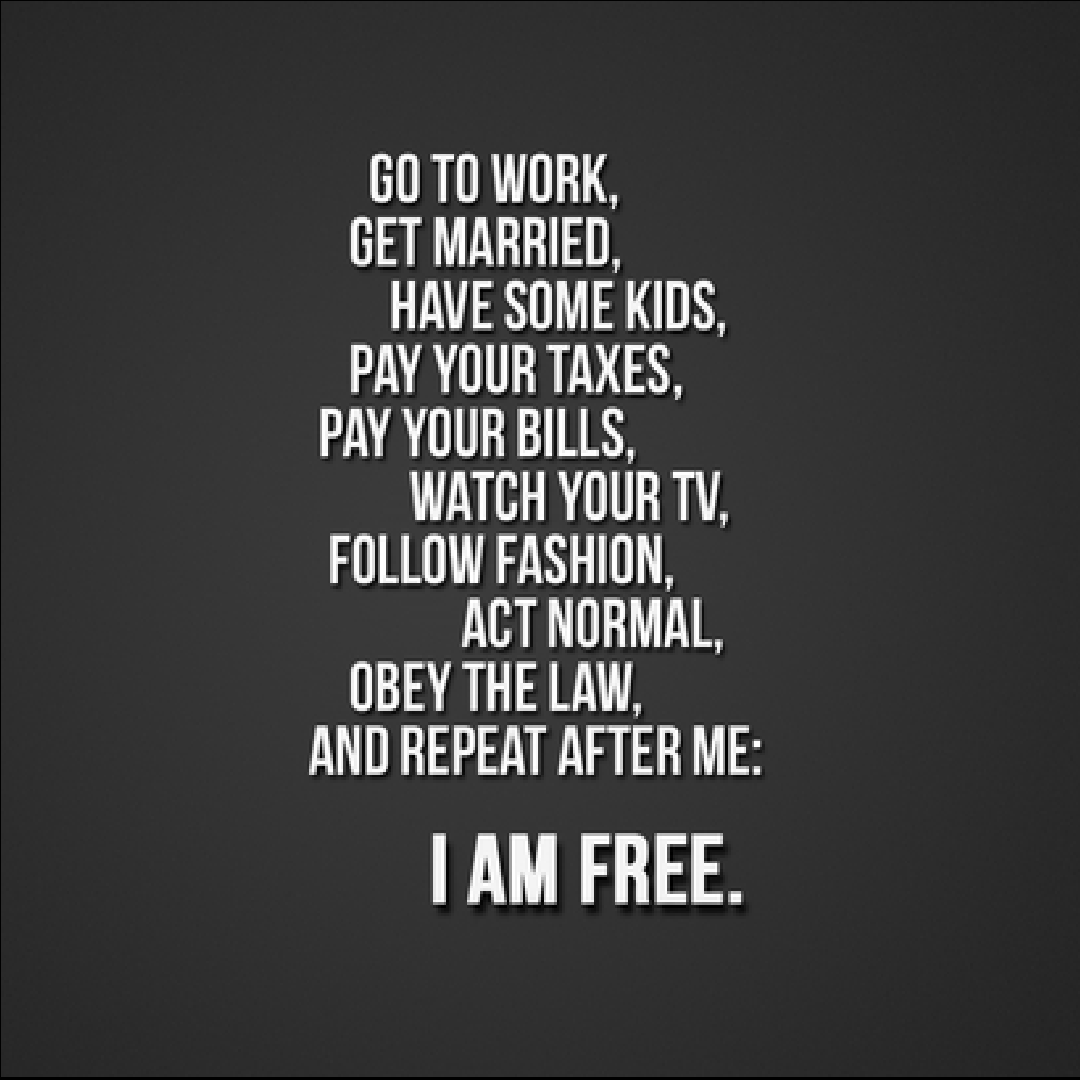 GO TO WORK,
GET MARRIED,
HAVE SOME KIDS,
PAY YOUR TAXES,
PAY YOUR BILLS,
WATCH YOUR TV,
FOLLOW FASHION,
ACT NORMAL,
OBEY THE LAW,
AND REPEAT AFTER ME:
I AM FREE.